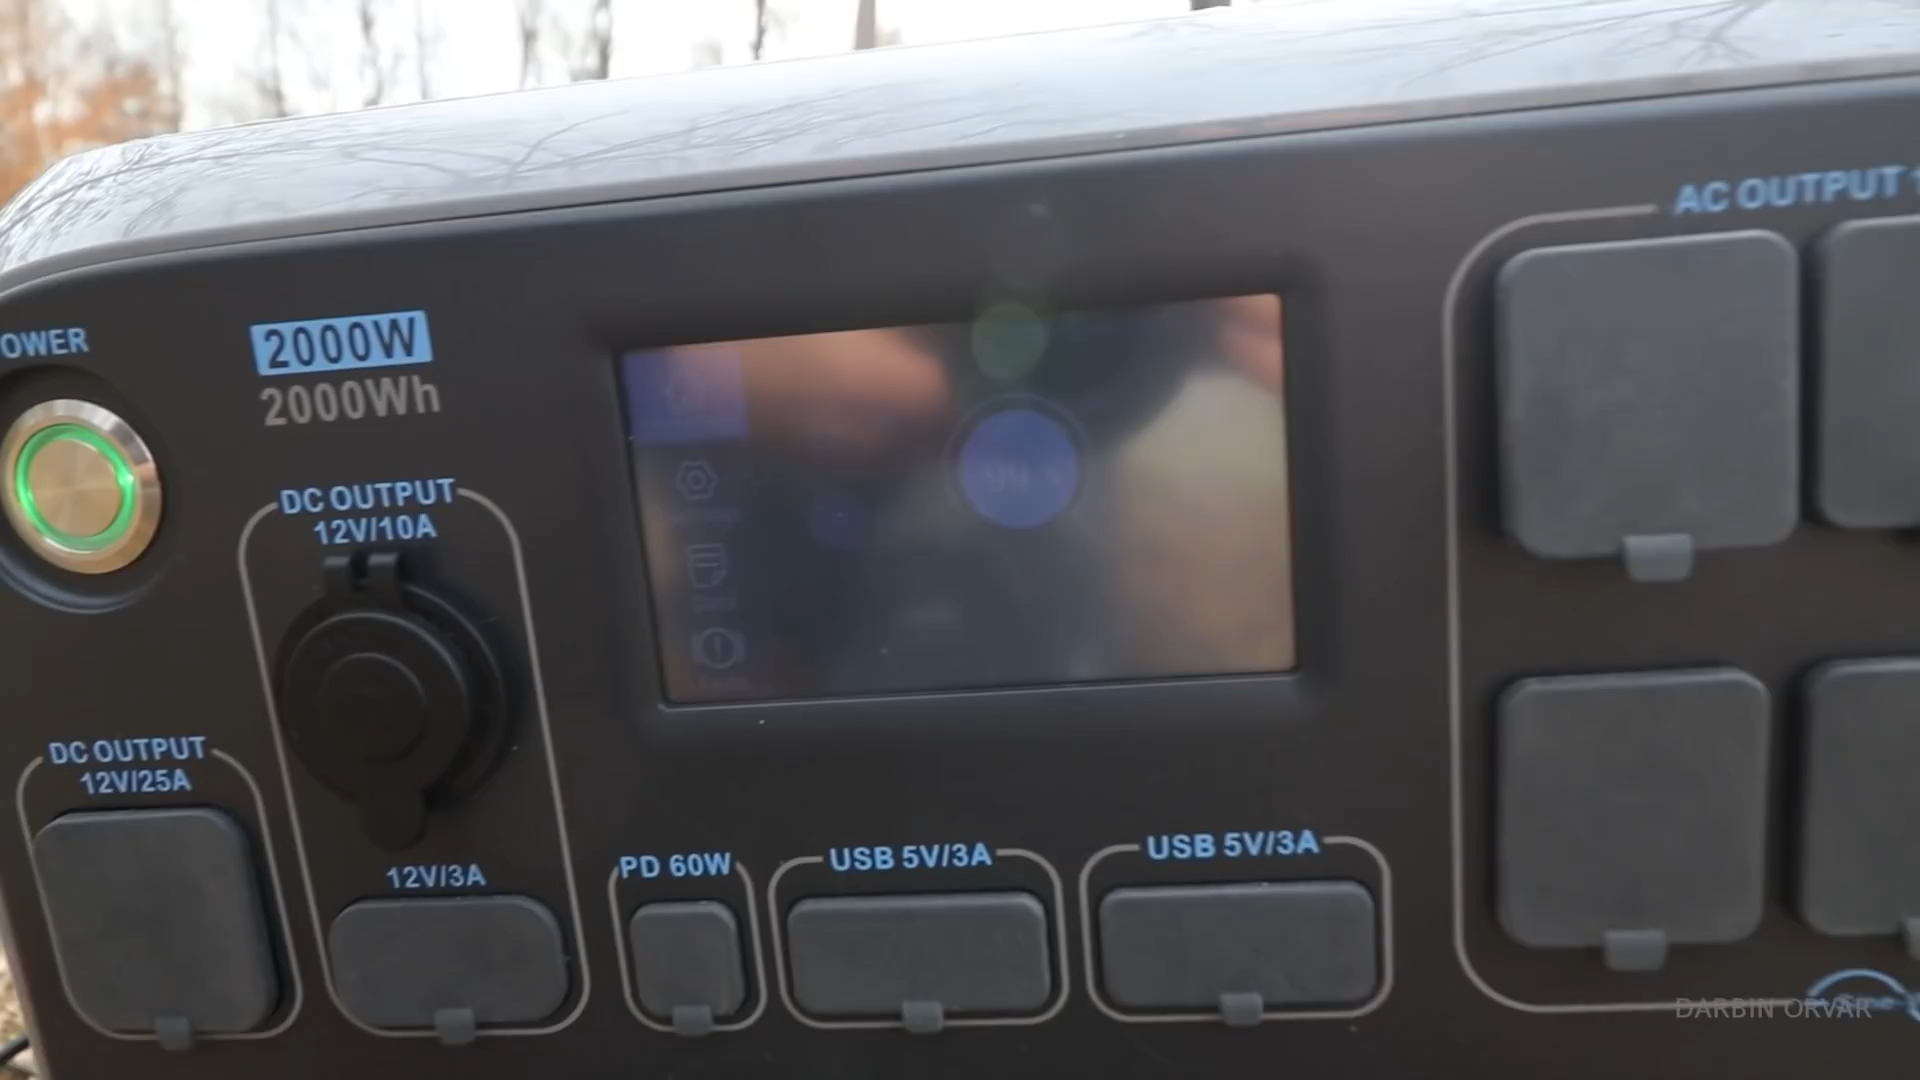 OWER
2000W
2000Wh
DC OUTPUT
12V/10A
DC OUTPUT
12V/25A
12V/3A
PD 60W
USB 5V/3A
USB 5V/3A
AC OUTPUT
DARBIN ORVAR